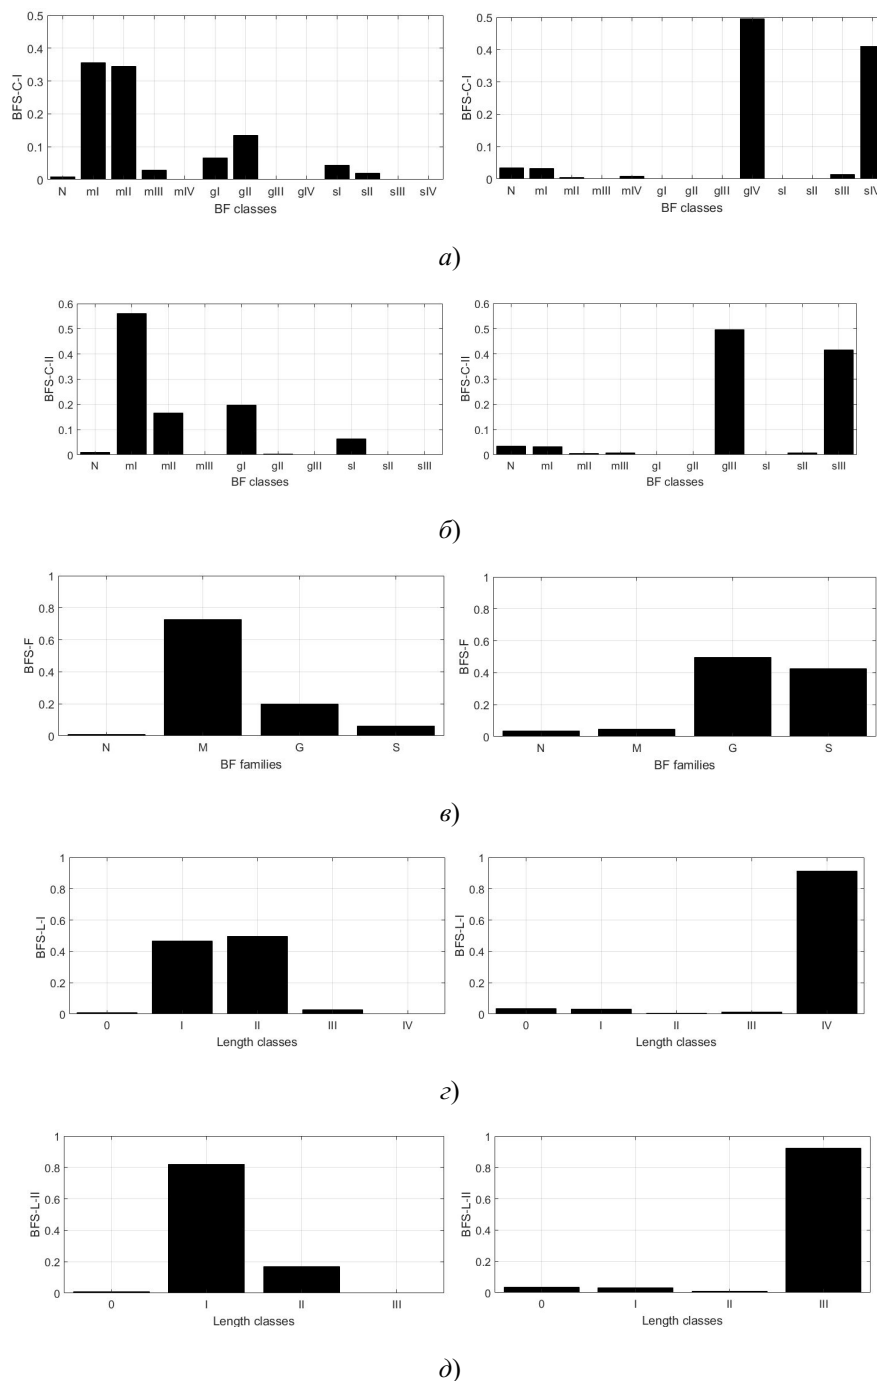 0.5
0.4
0.3
0.2
0.1
0
BFS-C-I
N mI mII mIII mIV gI gII gIII gIV sI sII sIII sIV
BF classes
0.5
0.4
0.3
0.2
0.1
0
BFS-C-I
N mI mII mIII mIV gI gII gIII gIV sI sII sIII sIV
BF classes
а)
0.6
0.5
0.4
0.3
0.2
0.1
0
BFS-C-II
N mI mII mIII gI gII gIII sI sII sIII
BF classes
0.6
0.5
0.4
0.3
0.2
0.1
0
BFS-C-II
N mI mII mIII gI gII gIII sI sII sIII
BF classes
б)
1
0.8
0.6
0.4
0.2
0
BFS-F
N M G S
BF families
1
0.8
0.6
0.4
0.2
0
BFS-F
N M G S
BF families
в)
1
0.8
0.6
0.4
0.2
0
BFS-L-I
0 I II III IV
Length classes
1
0.8
0.6
0.4
0.2
0
BFS-L-I
0 I II III IV
Length classes
г)
1
0.8
0.6
0.4
0.2
0
BFS-L-II
0 I II III
Length classes
1
0.8
0.6
0.4
0.2
0
BFS-L-II
0 I II III
Length classes
д)